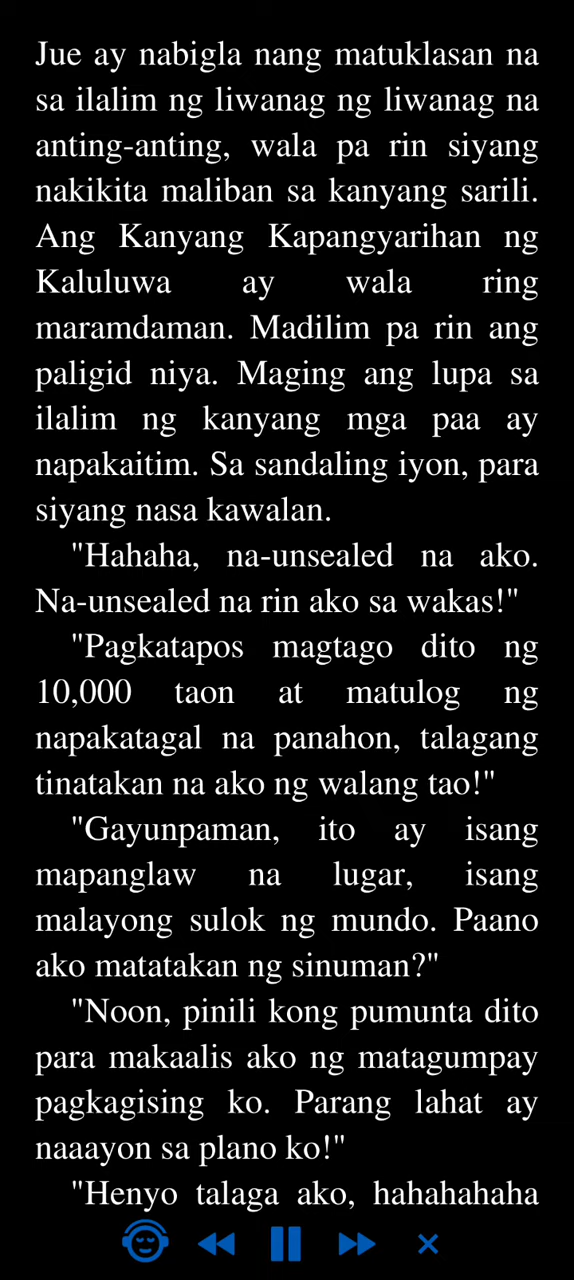 Jue ay nabigla nang matuklasan na
sa ilalim ng liwanag ng liwanag na
anting-anting, wala pa rin siyang
nakikita maliban sa kanyang sarili.
Ang Kanyang Kapangyarihan ng
Kaluluwa ay wala ring
maramdaman. Madilim pa rin ang
paligid niya. Maging ang lupa sa
ilalim ng kanyang mga paa ay
napakaitim. Sa sandaling iyon, para
siyang nasa kawalan.
"Hahaha, na-unsealed na ako.
Na-unsealed na rin ako sa wakas!"
"Pagkatapos magtago dito ng
10,000 taon at matulog ng
napakatagal na panahon, talagang
tinatakan na ako ng walang tao!"
"Gayunpaman, ito ay isang
mapanglaw na lugar, isang
malayong sulok ng mundo. Paano
ako matatakan ng sinuman?"
"Noon, pinili kong pumunta dito
para makaalis ako ng matagumpay
pagkagising ko. Parang lahat ay
naaayon sa plano ko!"
"Henyo talaga ako, hahahahaha